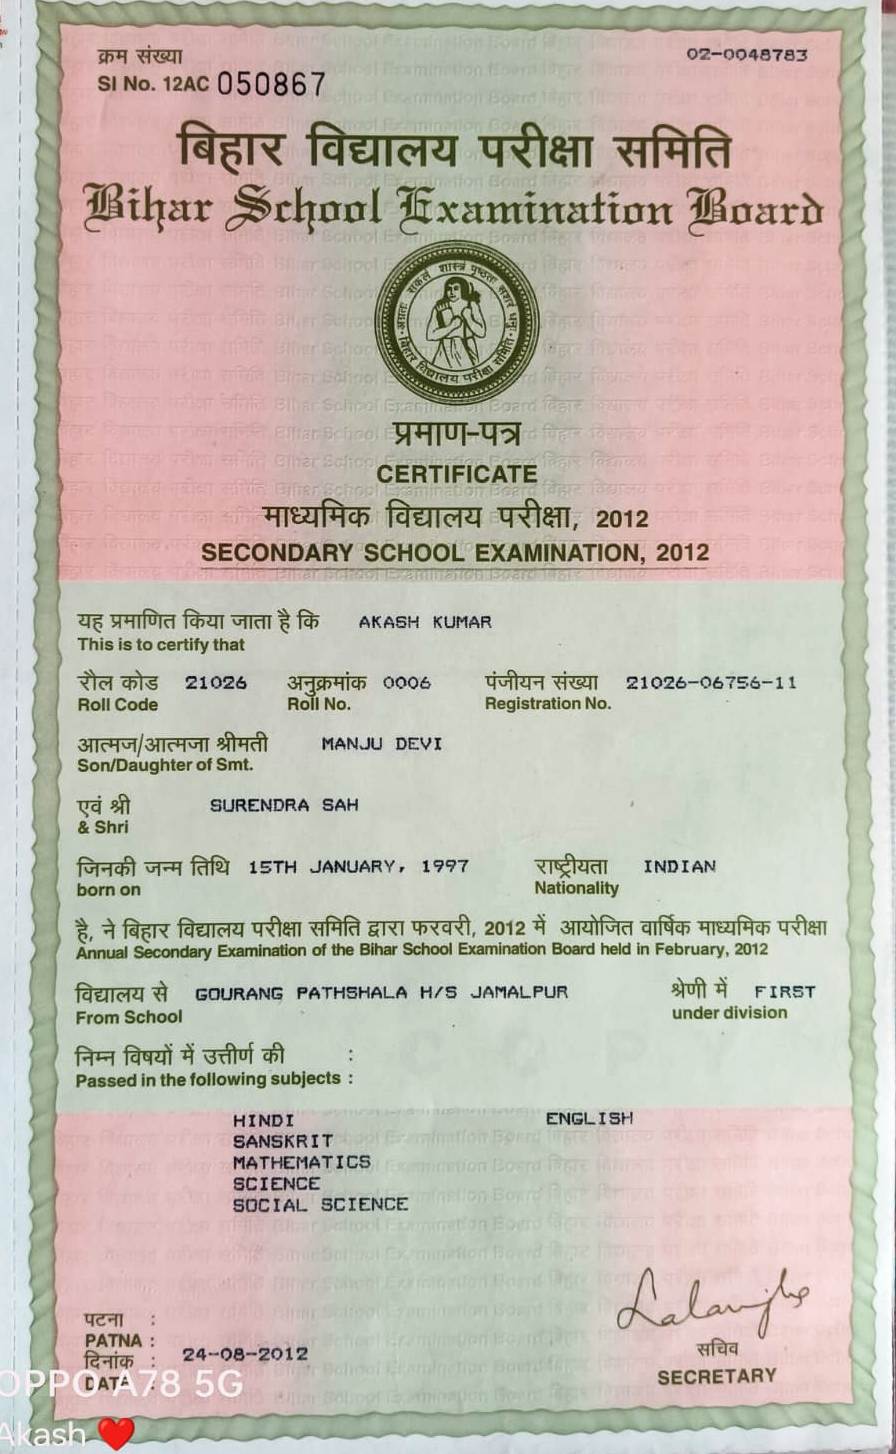 क्रम संख्या
SI No. 12AC 050867
02-0048783
बिहार विद्यालय परीक्षा समिति
Bihar School Examination Board
प्रमाण-पत्र
CERTIFICATE
माध्यमिक विद्यालय परीक्षा, 2012
SECONDARY SCHOOL EXAMINATION, 2012
यह प्रमाणित किया जाता है कि AKASH KUMAR
This is to certify that
रौल कोड 21026 अनुक्रमांक 0006 पंजीयन संख्या 21026-06756-11
Roll Code Roll No. Registration No.
आत्मज/आत्मजा श्रीमती MANJU DEVI
Son/Daughter of Smt.
एवं श्री SURENDRA SAH
& Shri
जिनकी जन्म तिथि 15TH JANUARY, 1997 राष्ट्रीयता INDIAN
born on Nationality
है, ने बिहार विद्यालय परीक्षा समिति द्वारा फरवरी, 2012 में आयोजित वार्षिक माध्यमिक परीक्षा
Annual Secondary Examination of the Bihar School Examination Board held in February, 2012
विद्यालय से GOURANG PATHSHALA H/S JAMALPUR श्रेणी में FIRST
From School under division
निम्न विषयों में उत्तीर्ण की :
Passed in the following subjects :
HINDI ENGLISH
SANSKRIT
MATHEMATICS
SCIENCE
SOCIAL SCIENCE
पटना :
PATNA :
दिनांक : 24-08-2012
DATE :
सचिव
SECRETARY
OPPO A78 5G
Akash ❤️